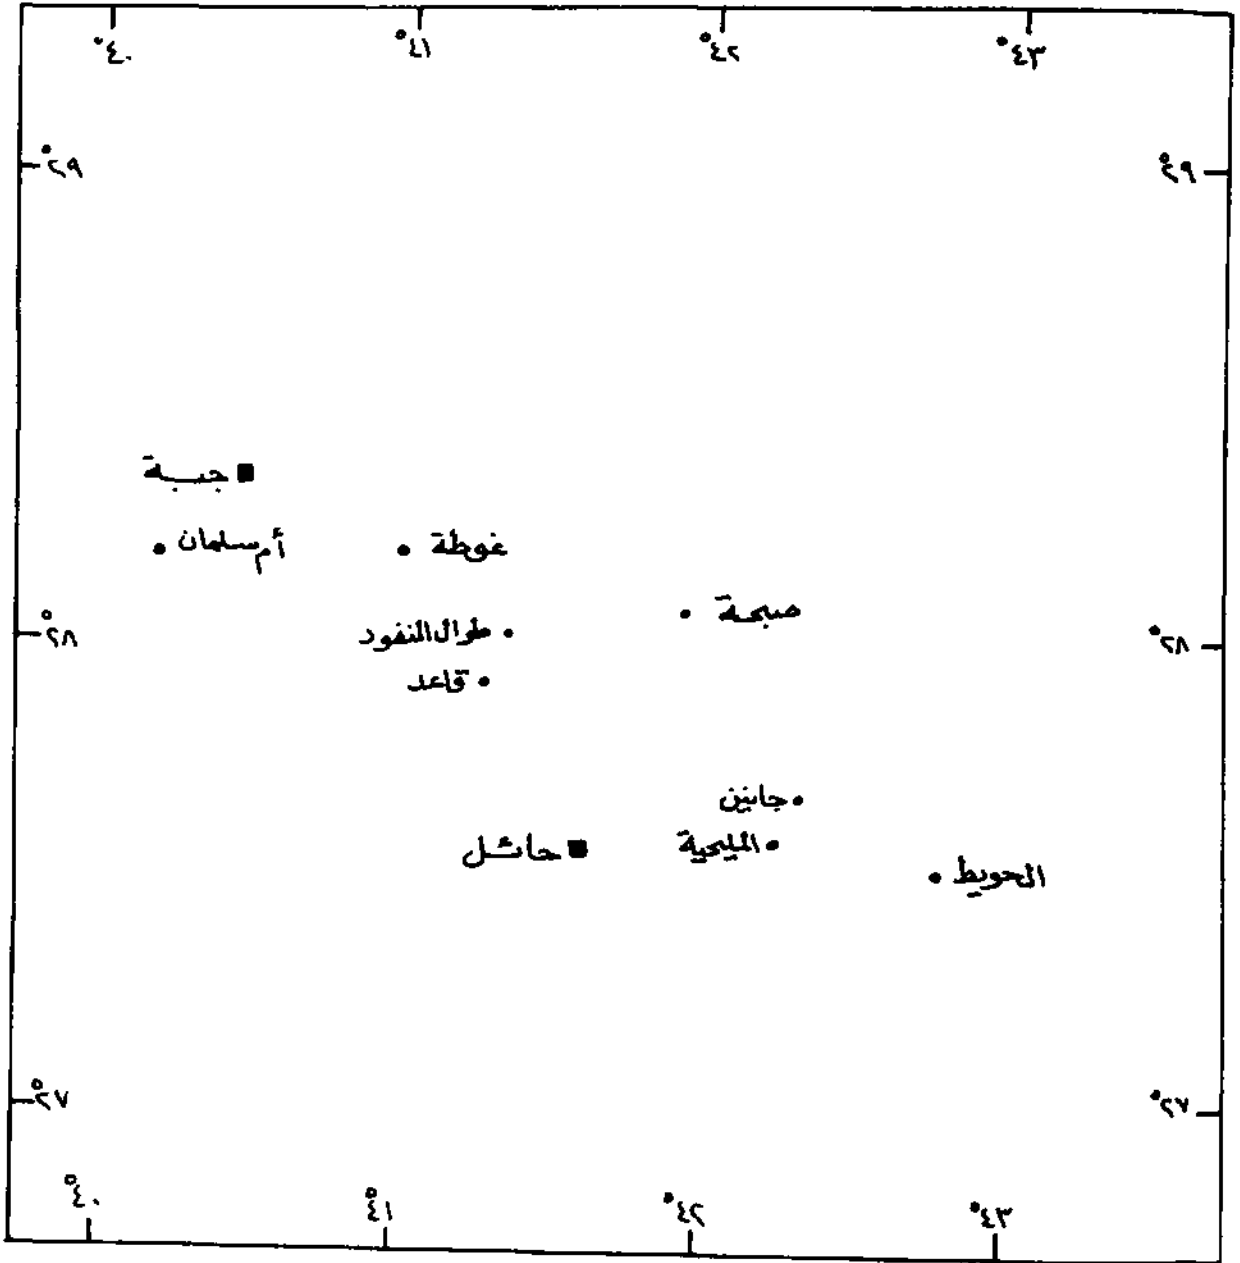 ٤٠° ٤١° ٤٢° ٤٣°
٢٩° ٢٩°
جبة
أم سلمان غوطة
صبحة
طوال النفود
٢٨° ٢٨°
قاعد
جانين
حائل المليحية
الحويط
٢٧° ٢٧°
٤٠° ٤١° ٤٢° ٤٣°